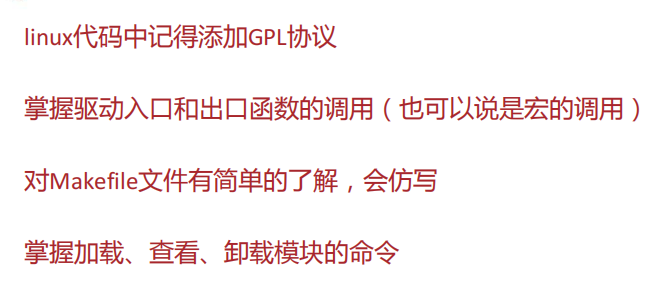 linux代码中记得添加GPL协议
掌握驱动入口和出口函数的调用（也可以说是宏的调用）
对Makefile文件有简单的了解，会仿写
掌握加载、查看、卸载模块的命令